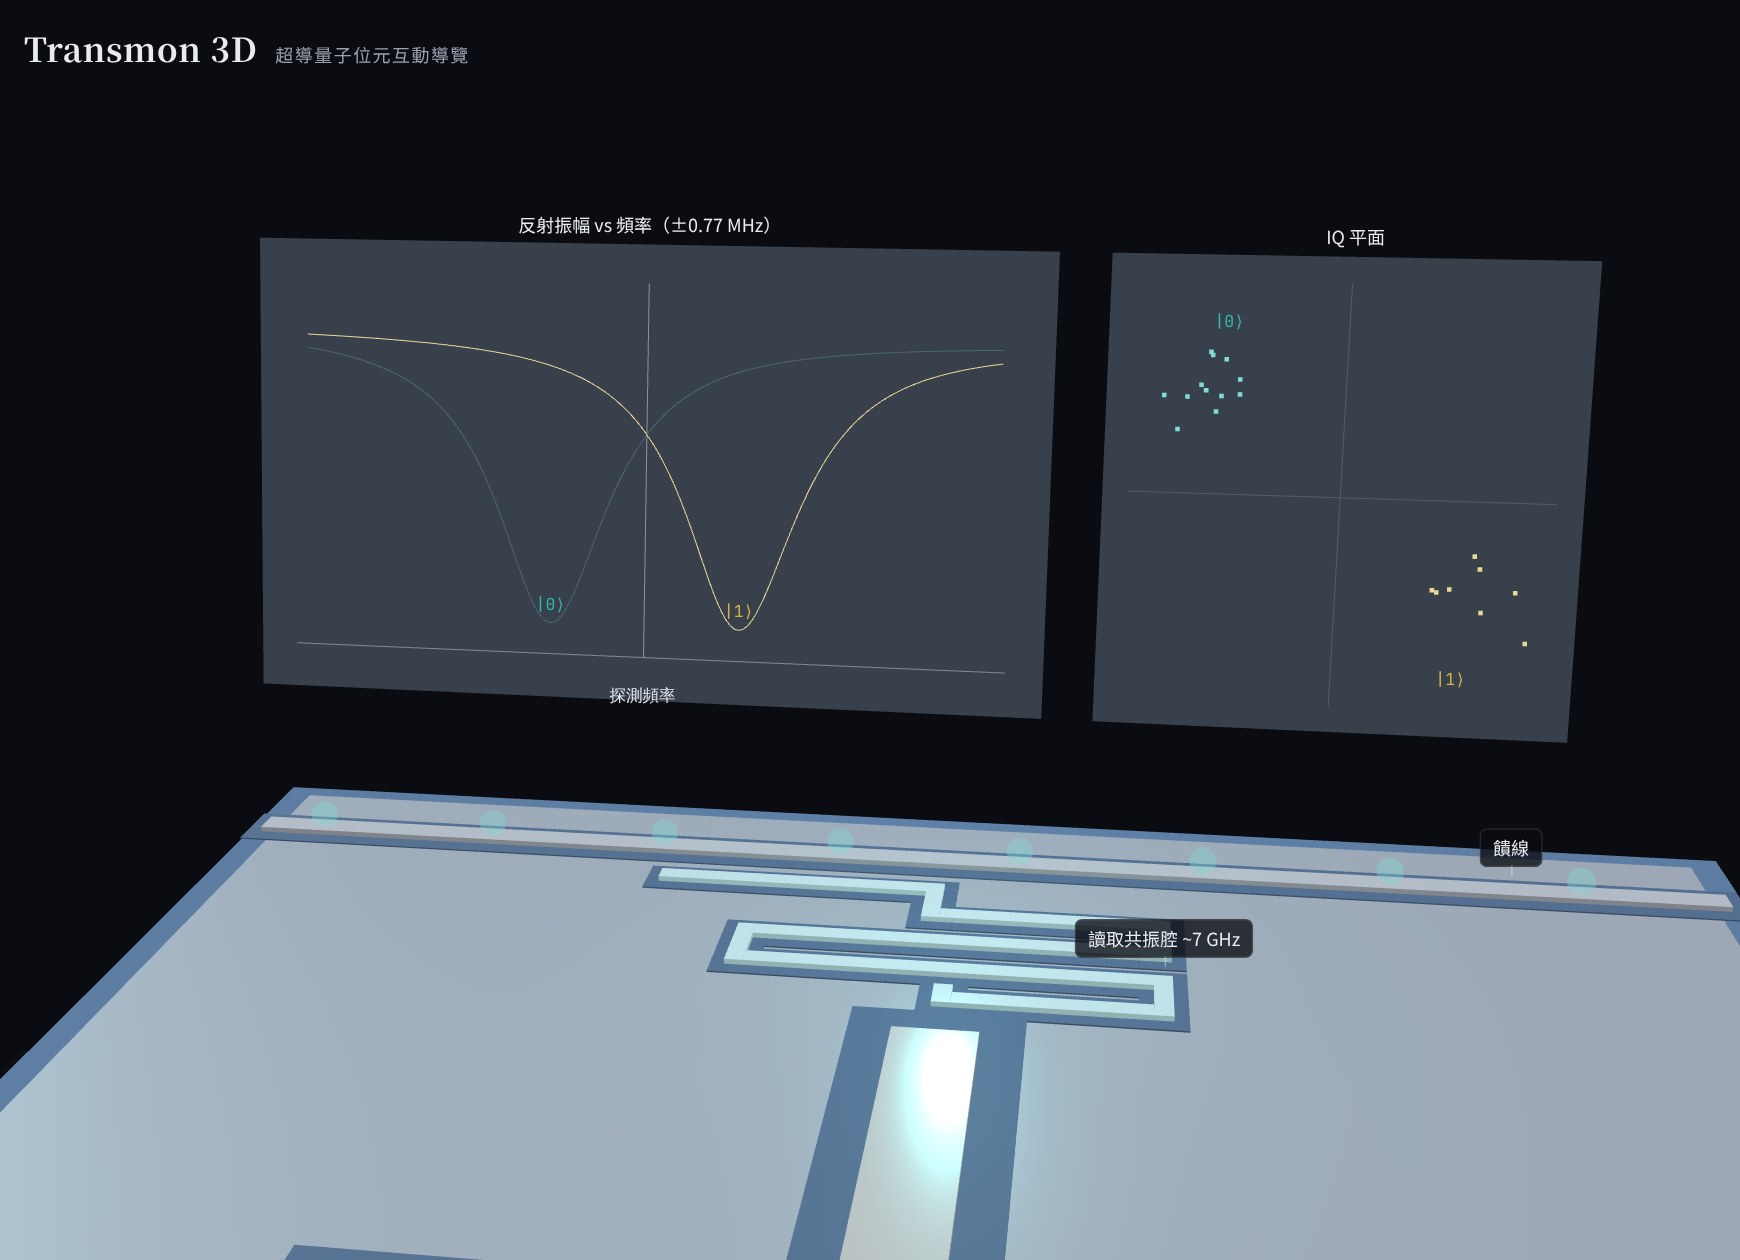 Transmon 3D 超導量子位元互動導覽
反射振幅 vs 頻率（±0.77 MHz）
IQ 平面
|0⟩
|0⟩
|1⟩
|1⟩
探測頻率
饋線
讀取共振腔 ~7 GHz